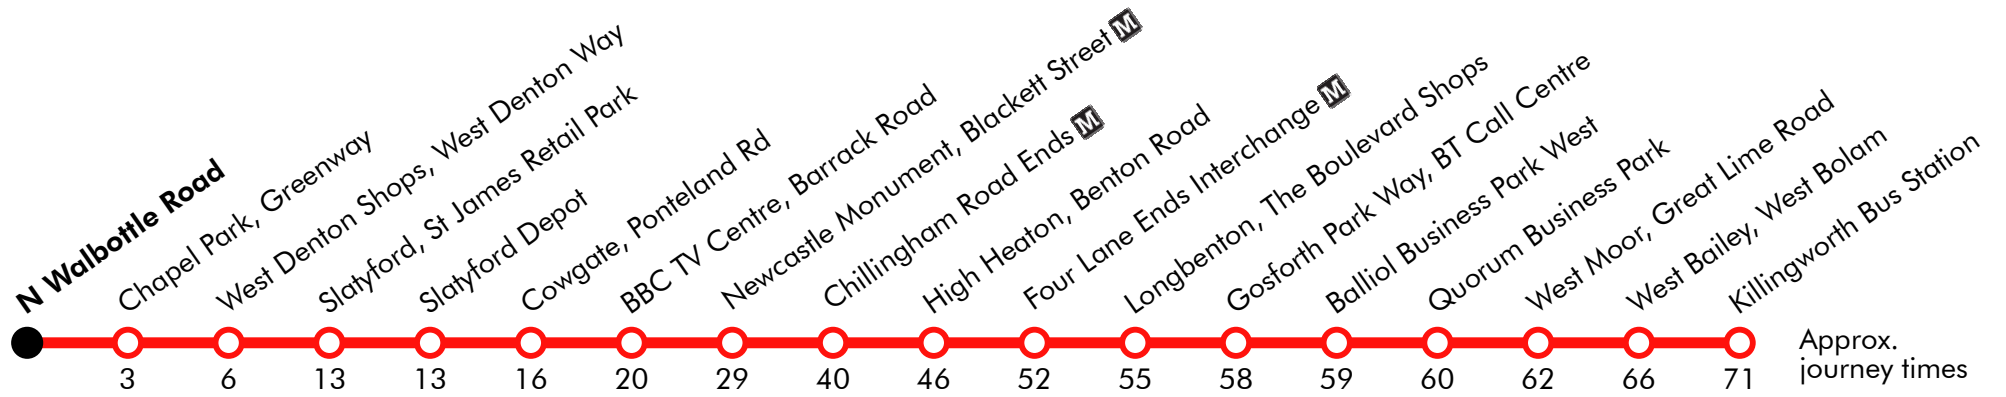 N Walbottle Road
Chapel Park, Greenway
West Denton Shops, West Denton Way
Slatyford, St James Retail Park
Slatyford Depot
Cowgate, Ponteland Rd
BBC TV Centre, Barrack Road
Newcastle Monument, Blackett Street M
Chillingham Road Ends M
High Heaton, Benton Road
Four Lane Ends Interchange M
Longbenton, The Boulevard Shops
Gosforth Park Way, BT Call Centre
Balliol Business Park West
Quorum Business Park
West Moor, Great Lime Road
West Bailey, West Bolam
Killingworth Bus Station
3 6 13 13 16 20 29 40 46 52 55 58 59 60 62 66 71
Approx.
journey times